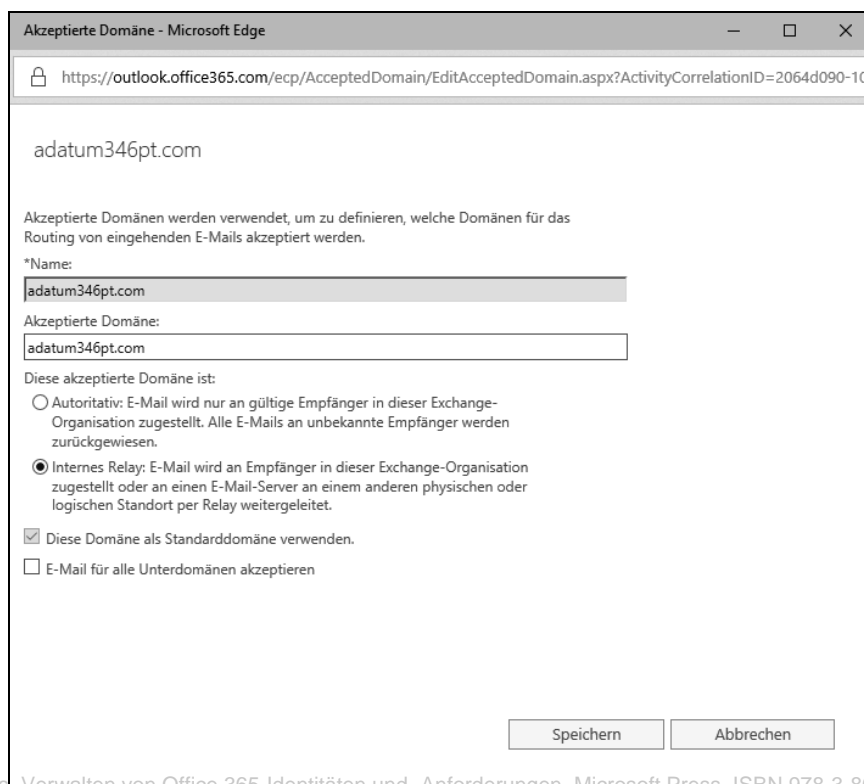 Akzeptierte Domäne - Microsoft Edge
https://outlook.office365.com/ecp/AcceptedDomain/EditAcceptedDomain.aspx?ActivityCorrelationID=2064d090-10
adatum346pt.com
Akzeptierte Domänen werden verwendet, um zu definieren, welche Domänen für das
Routing von eingehenden E-Mails akzeptiert werden.
*Name:
adatum346pt.com
Akzeptierte Domäne:
adatum346pt.com
Diese akzeptierte Domäne ist:
Autoritativ: E-Mail wird nur an gültige Empfänger in dieser Exchange-
Organisation zugestellt. Alle E-Mails an unbekannte Empfänger werden
zurückgewiesen.
Internes Relay: E-Mail wird an Empfänger in dieser Exchange-Organisation
zugestellt oder an einen E-Mail-Server an einem anderen physischen oder
logischen Standort per Relay weitergeleitet.
Diese Domäne als Standarddomäne verwenden.
E-Mail für alle Unterdomänen akzeptieren
Speichern Abbrechen
Verwalten von Office 365-Identitäten und -Anforderungen, Microsoft Press, ISBN 978-3-8